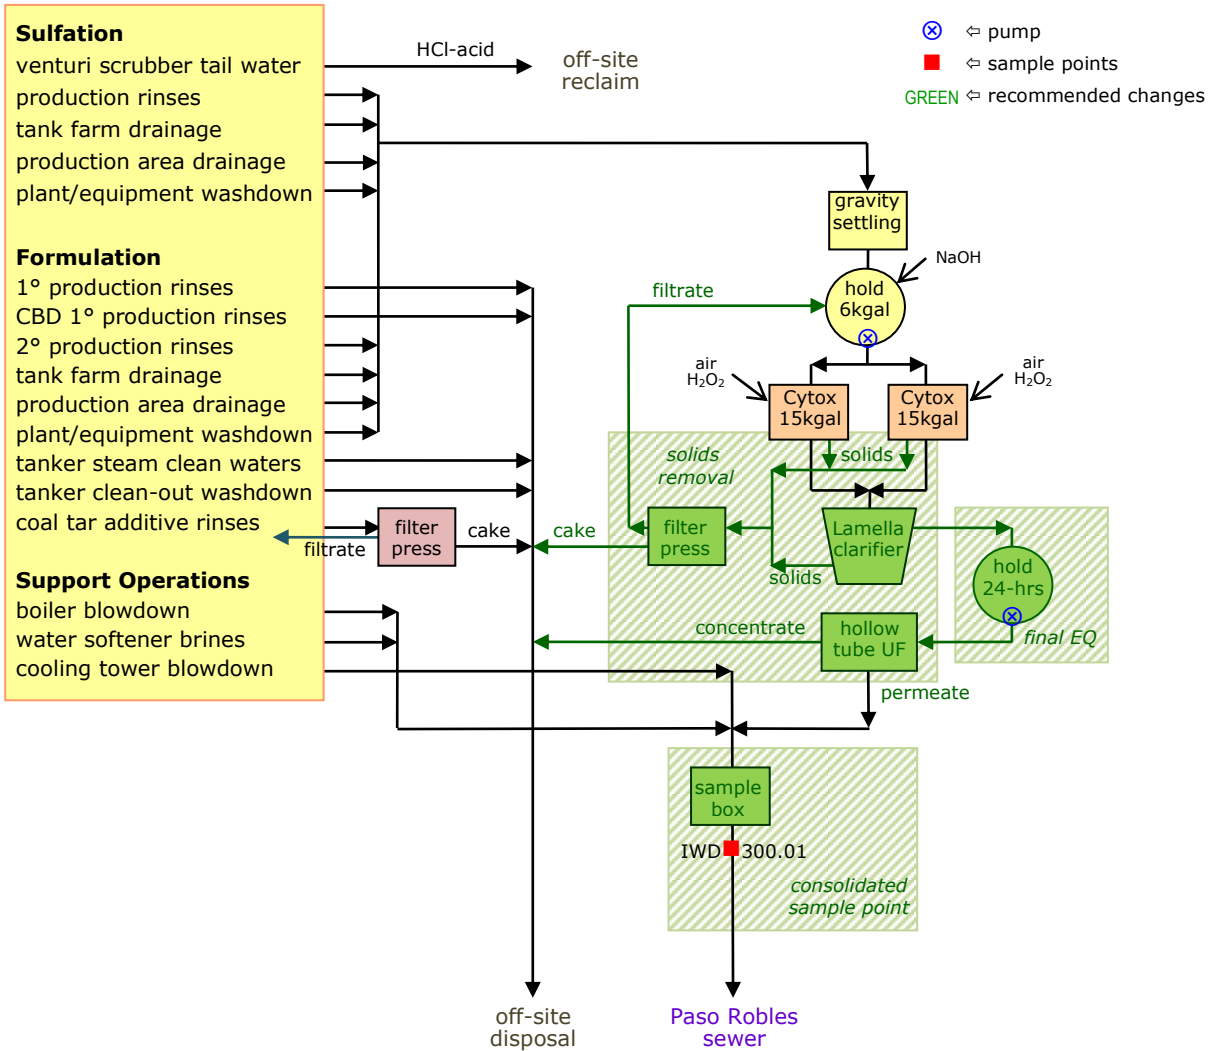 Sulfation
venturi scrubber tail water
production rinses
tank farm drainage
production area drainage
plant/equipment washdown
Formulation
1° production rinses
CBD 1° production rinses
2° production rinses
tank farm drainage
production area drainage
plant/equipment washdown
tanker steam clean waters
tanker clean-out washdown
coal tar additive rinses
Support Operations
boiler blowdown
water softener brines
cooling tower blowdown
HCl-acid
off-site
reclaim
⇦ pump
⇦ sample points
GREEN ⇦ recommended changes
gravity
settling
NaOH
hold
6kgal
filtrate
air
H₂O₂
air
H₂O₂
Cytox
15kgal
Cytox
15kgal
solids
removal
solids
filter
press
cake
filtrate
cake
filter
press
Lamella
clarifier
solids
hold
24-hrs
final EQ
concentrate
hollow
tube UF
permeate
sample
box
IWD 300.01
consolidated
sample point
off-site
disposal
Paso Robles
sewer